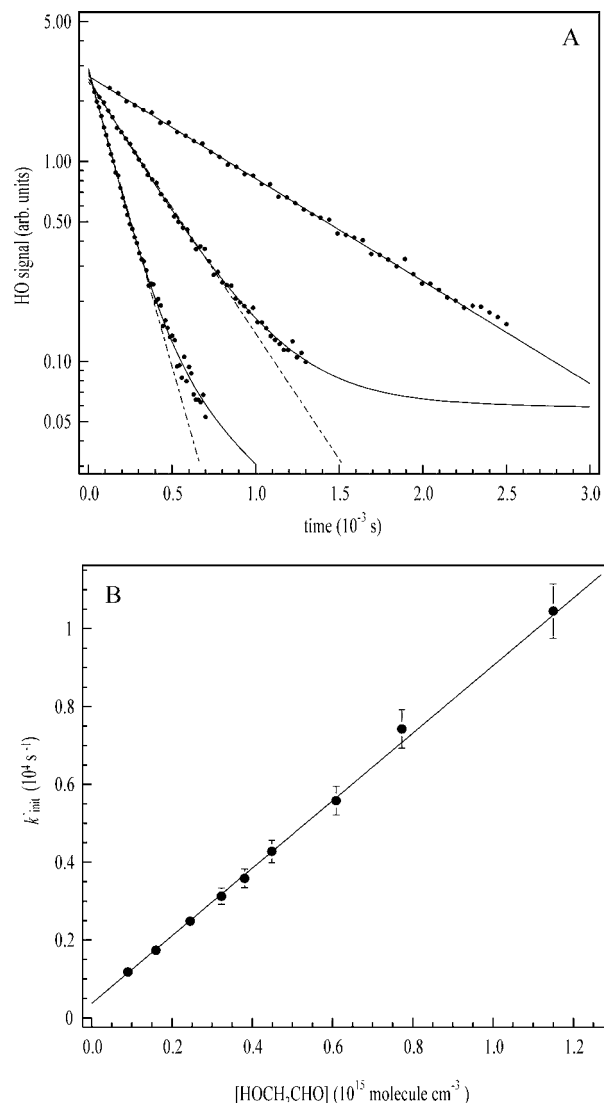 A
5.00
1.00
0.50
0.10
0.05
HO signal (arb. units)
0.0 0.5 1.0 1.5 2.0 2.5 3.0
time (10⁻³ s)
B
1
0.8
0.6
0.4
0.2
0
k'init (10⁴ s⁻¹)
0.0 0.2 0.4 0.6 0.8 1.0 1.2
[HOCH₂CHO] (10¹⁵ molecule cm⁻³)